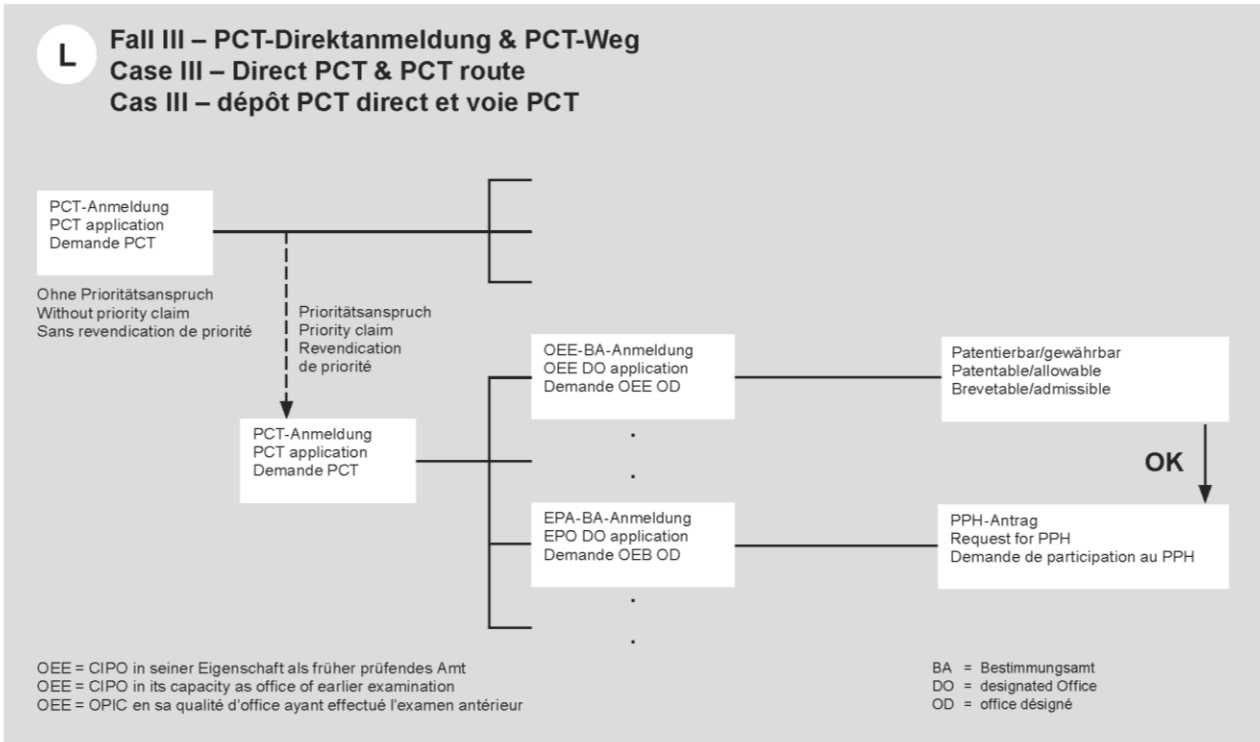 L
Fall III – PCT-Direktanmeldung & PCT-Weg
Case III – Direct PCT & PCT route
Cas III – dépôt PCT direct et voie PCT
PCT-Anmeldung
PCT application
Demande PCT
Ohne Prioritätsanspruch
Without priority claim
Sans revendication de priorité
Prioritätsanspruch
Priority claim
Revendication
de priorité
OEE-BA-Anmeldung
OEE DO application
Demande OEE OD
Patentierbar/gewährbar
Patentable/allowable
Brevetable/admissible
PCT-Anmeldung
PCT application
Demande PCT
OK
EPA-BA-Anmeldung
EPO DO application
Demande OEB OD
PPH-Antrag
Request for PPH
Demande de participation au PPH
OEE = CIPO in seiner Eigenschaft als früher prüfendes Amt
OEE = CIPO in its capacity as office of earlier examination
OEE = OPIC en sa qualité d'office ayant effectué l'examen antérieur
BA = Bestimmungsamt
DO = designated Office
OD = office désigné